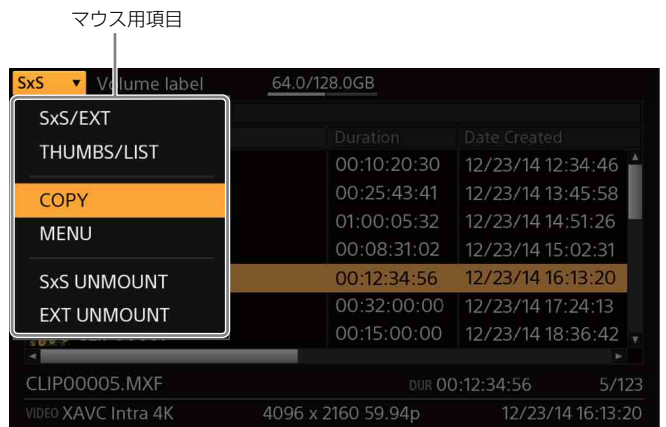 マウス用項目
SxS ▼ Volume label 64.0/128.0GB
SxS/EXT
THUMBS/LIST
COPY
MENU
SxS UNMOUNT
EXT UNMOUNT
Duration Date Created
00:10:20:30 12/23/14 12:34:46
00:25:43:41 12/23/14 13:45:58
01:00:05:32 12/23/14 14:51:26
00:08:31:02 12/23/14 15:02:31
00:12:34:56 12/23/14 16:13:20
00:32:00:00 12/23/14 17:24:13
00:15:00:00 12/23/14 18:36:42
CLIP00005.MXF DUR 00:12:34:56 5/123
VIDEO XAVC Intra 4K 4096 x 2160 59.94p 12/23/14 16:13:20